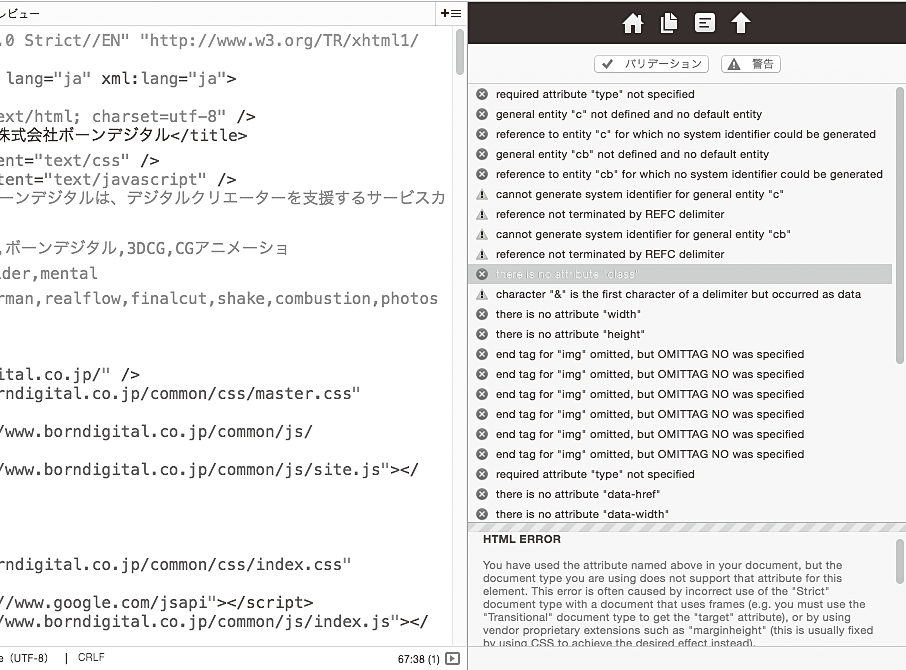 レビュー
.0 Strict//EN" "http://www.w3.org/TR/xhtml1/
lang="ja" xml:lang="ja">
ext/html; charset=utf-8" />
株式会社ボーンデジタル</title>
ent="text/css" />
tent="text/javascript" />
ーンデジタルは、デジタルクリエーターを支援するサービスカ
,ボーンデジタル,3DCG,CGアニメーショ
der,mental
rman,realflow,finalcut,shake,combustion,photos
ital.co.jp/" />
rndigital.co.jp/common/css/master.css"
/www.borndigital.co.jp/common/js/
/www.borndigital.co.jp/common/js/site.js"></
rndigital.co.jp/common/css/index.css"
//www.google.com/jsapi"></script>
/www.borndigital.co.jp/common/js/index.js"></
e (UTF-8) | CRLF
67:38 (1)
バリデーション 警告
required attribute "type" not specified
general entity "c" not defined and no default entity
reference to entity "c" for which no system identifier could be generated
general entity "cb" not defined and no default entity
reference to entity "cb" for which no system identifier could be generated
cannot generate system identifier for general entity "c"
reference not terminated by REFC delimiter
cannot generate system identifier for general entity "cb"
reference not terminated by REFC delimiter
there is no attribute "class"
character "&" is the first character of a delimiter but occurred as data
there is no attribute "width"
there is no attribute "height"
end tag for "img" omitted, but OMITTAG NO was specified
end tag for "img" omitted, but OMITTAG NO was specified
end tag for "img" omitted, but OMITTAG NO was specified
end tag for "img" omitted, but OMITTAG NO was specified
end tag for "img" omitted, but OMITTAG NO was specified
end tag for "img" omitted, but OMITTAG NO was specified
required attribute "type" not specified
there is no attribute "data-href"
there is no attribute "data-width"
HTML ERROR
You have used the attribute named above in your document, but the
document type you are using does not support that attribute for this
element. This error is often caused by incorrect use of the "Strict"
document type with a document that uses frames (e.g. you must use the
"Transitional" document type to get the "target" attribute), or by using
vendor proprietary extensions such as "marginheight" (this is usually fixed
by using CSS to achieve the desired effect instead).